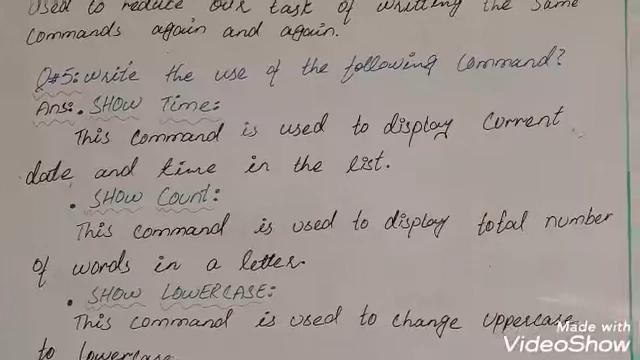 used to reduce our task of writting the same
commands again and again.
Q#5: write the use of the following command?
Ans: . SHOW Time:
This command is used to display current
date and time in the list.
• SHOW Count:
This command is used to display total number
of words in a letter.
• SHOW LOWERCASE:
This command is used to change uppercase
to lowercase
Made with
VideoShow